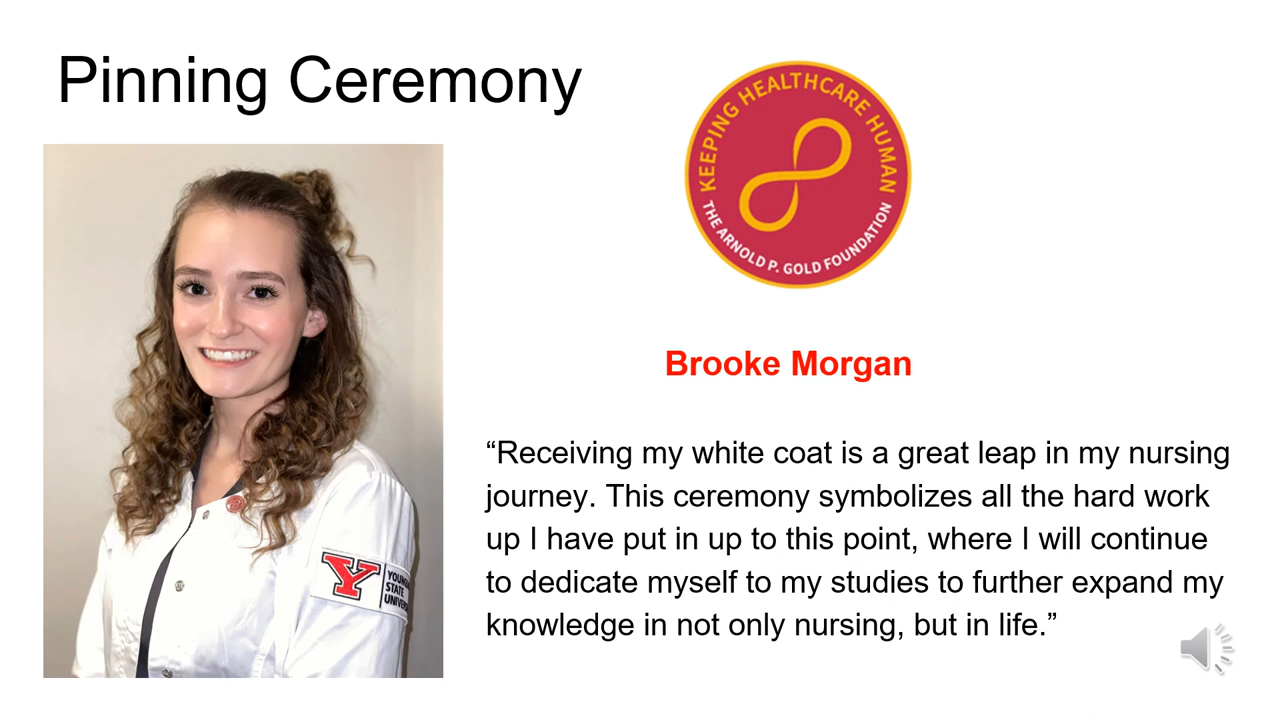 Pinning Ceremony
KEEPING HEALTHCARE HUMAN
THE ARNOLD P. GOLD FOUNDATION
Brooke Morgan
“Receiving my white coat is a great leap in my nursing
journey. This ceremony symbolizes all the hard work
up I have put in up to this point, where I will continue
to dedicate myself to my studies to further expand my
knowledge in not only nursing, but in life.”
Y
STATE